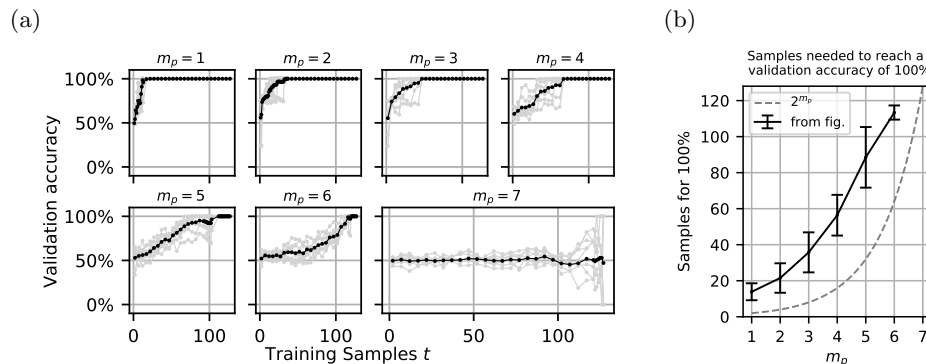 (a)
(b)
m_p = 1
m_p = 2
m_p = 3
m_p = 4
100%
50%
0%
m_p = 5
m_p = 6
m_p = 7
100%
50%
0%
0
100
0
100
0
50
100
Validation accuracy
Training Samples t
Samples needed to reach a
validation accuracy of 100%
2^{m_p}
from fig.
Samples for 100%
120
100
80
60
40
20
0
1
2
3
4
5
6
7
m_p